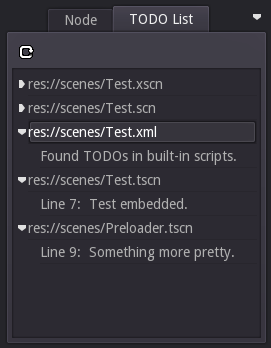 Node
TODO List
res://scenes/Test.xscn
res://scenes/Test.scn
res://scenes/Test.xml
Found TODOs in built-in scripts.
res://scenes/Test.tscn
Line 7: Test embedded.
res://scenes/Preloader.tscn
Line 9: Something more pretty.